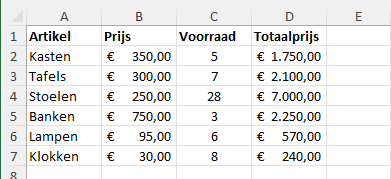 A B C D E
1 Artikel Prijs Voorraad Totaalprijs
2 Kasten € 350,00 5 € 1.750,00
3 Tafels € 300,00 7 € 2.100,00
4 Stoelen € 250,00 28 € 7.000,00
5 Banken € 750,00 3 € 2.250,00
6 Lampen € 95,00 6 € 570,00
7 Klokken € 30,00 8 € 240,00